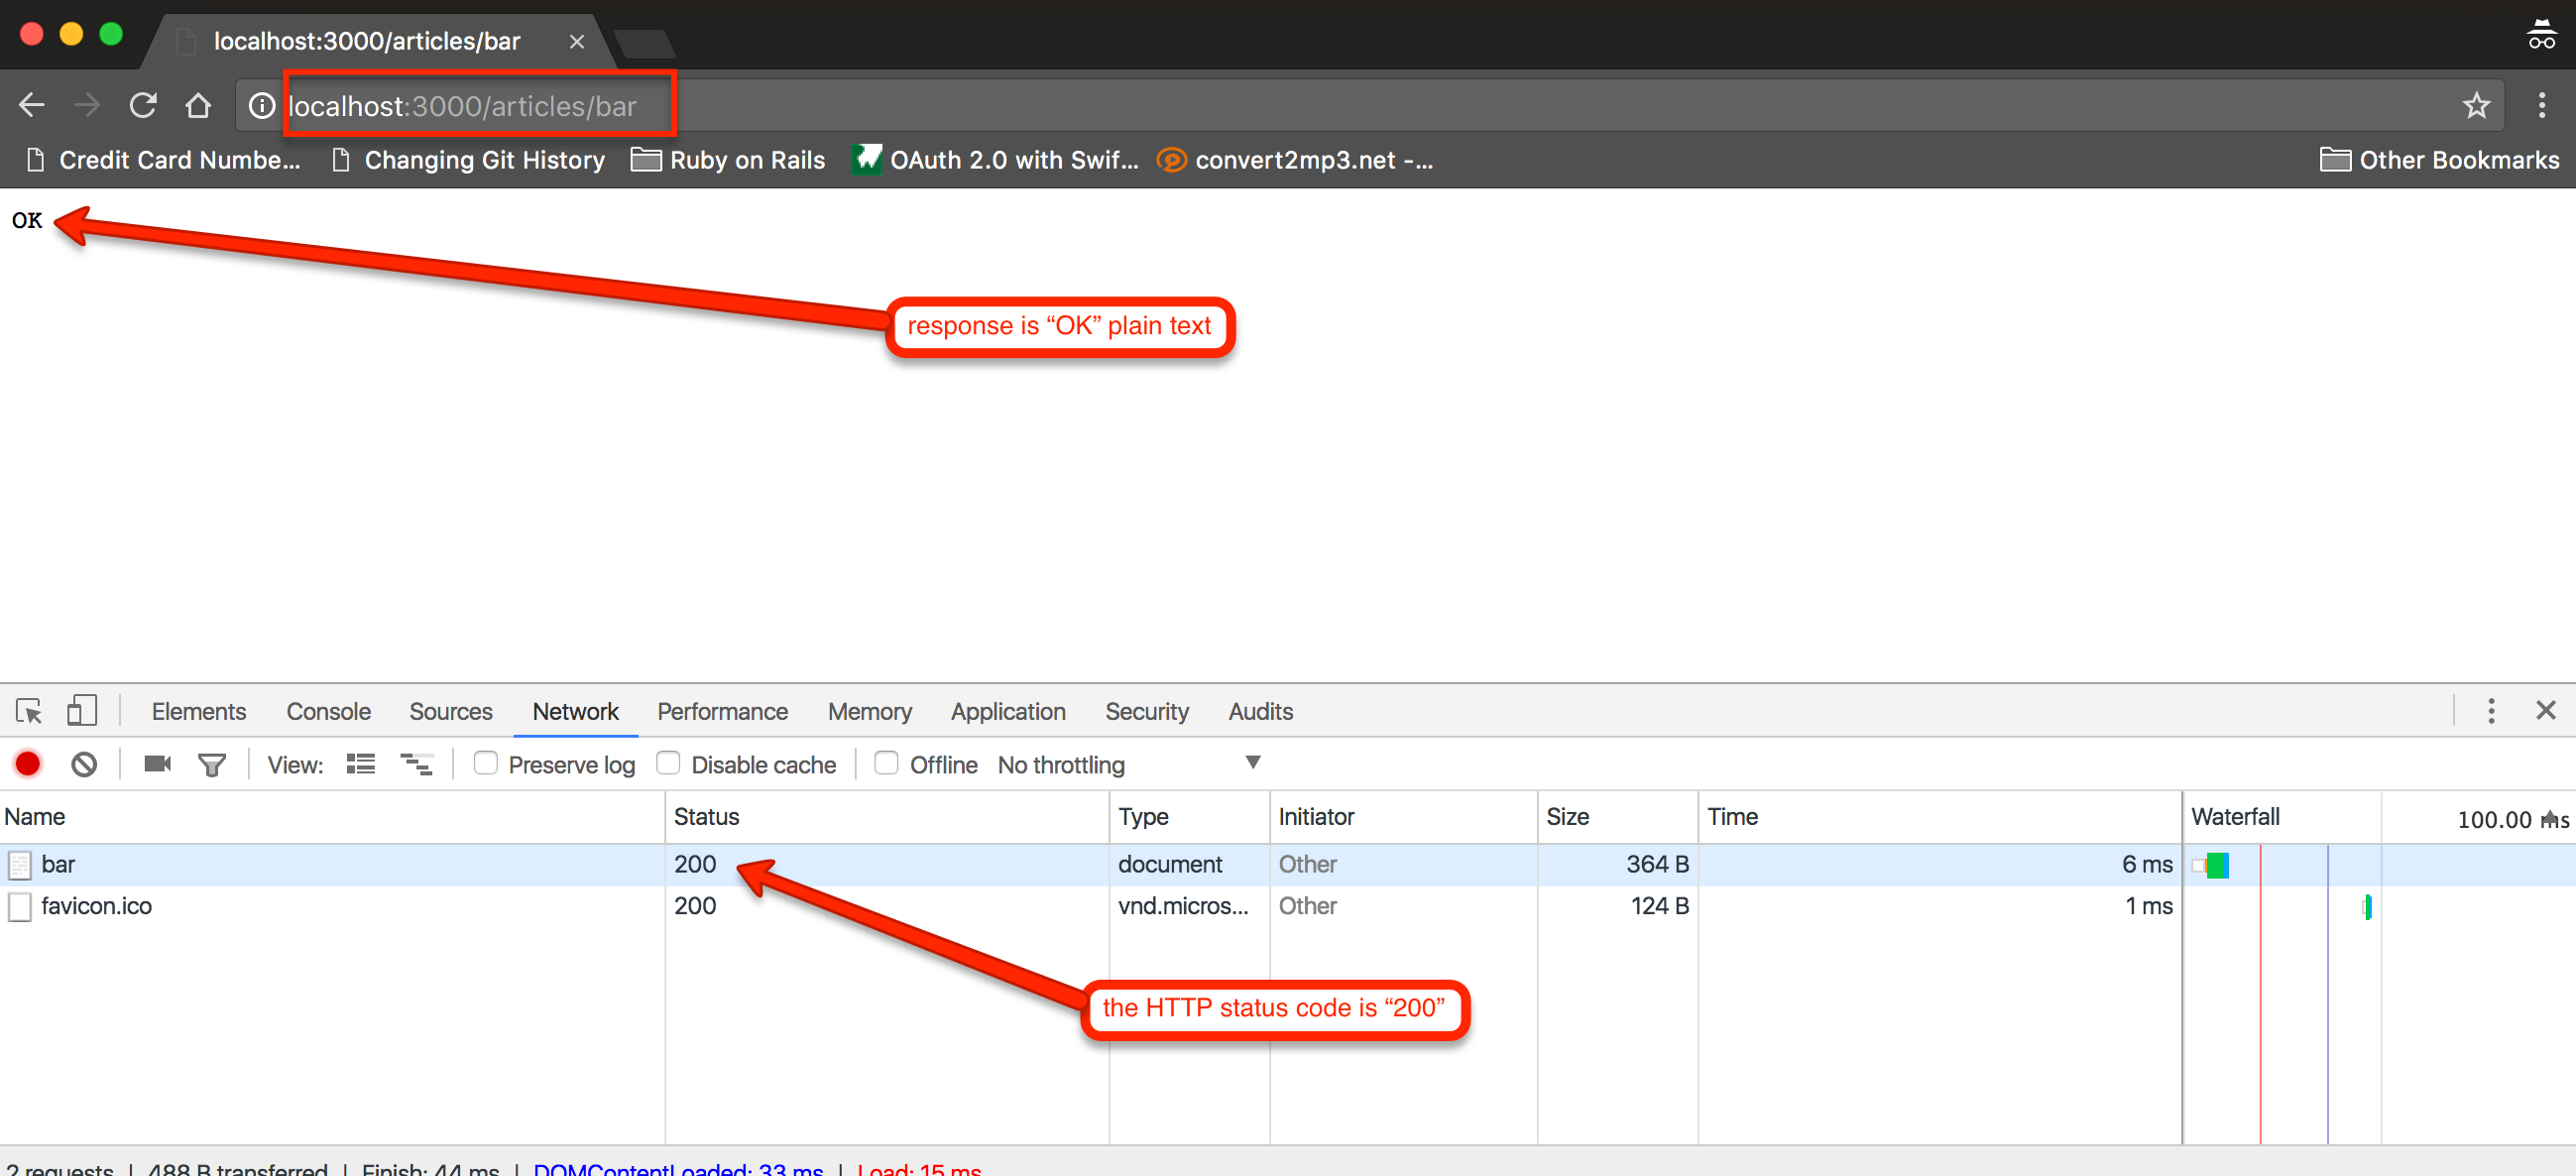 localhost:3000/articles/bar
localhost:3000/articles/bar
Credit Card Numbe... Changing Git History Ruby on Rails OAuth 2.0 with Swif... convert2mp3.net -... Other Bookmarks
OK
response is “OK” plain text
Elements Console Sources Network Performance Memory Application Security Audits
View: Preserve log Disable cache Offline No throttling
Name Status Type Initiator Size Time Waterfall 100.00 ms
bar 200 document Other 364 B 6 ms
favicon.ico 200 vnd.micros... Other 124 B 1 ms
the HTTP status code is “200”
2 requests | 488 B transferred | Finish: 44 ms | DOMContentLoaded: 33 ms | Load: 15 ms